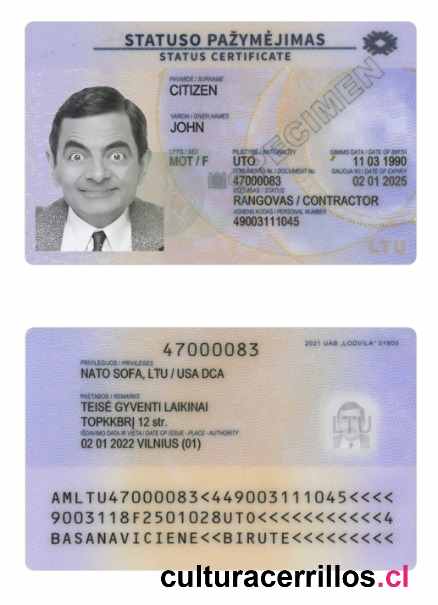 STATUSO PAŽYMĖJIMAS
STATUS CERTIFICATE
SPECIMEN
PAVARDĖ / SURNAME
CITIZEN
VARDAI / GIVEN NAMES
JOHN
LYTIS / SEX
MOT / F
PILIETYBĖ / NATIONALITY
UTO
GIMIMO DATA / DATE OF BIRTH
11 03 1990
DOKUMENTO NR. / DOCUMENT No.
47000083
GALIOJA IKI / DATE OF EXPIRY
02 01 2025
STATUSAS / STATUS
RANGOVAS / CONTRACTOR
ASMENS KODAS / PERSONAL NUMBER
49003111045
LTU
47000083
2021 UAB „LODVILA“ 01900
PRIVILEGIJOS / PRIVILEGES
NATO SOFA, LTU / USA DCA
PASTABOS / REMARKS
TEISĖ GYVENTI LAIKINAI
TOPKKBRĮ 12 str.
IŠDAVIMO DATA IR VIETA / DATE OF ISSUE - PLACE - AUTHORITY
02 01 2022 VILNIUS (01)
LTU
AMLTU47000083<449003111045<<<<
9003118F2501028UTO<<<<<<<<<<<4
BASANAVICIENE<<BIRUTE<<<<<<<<<
culturacerrillos.cl